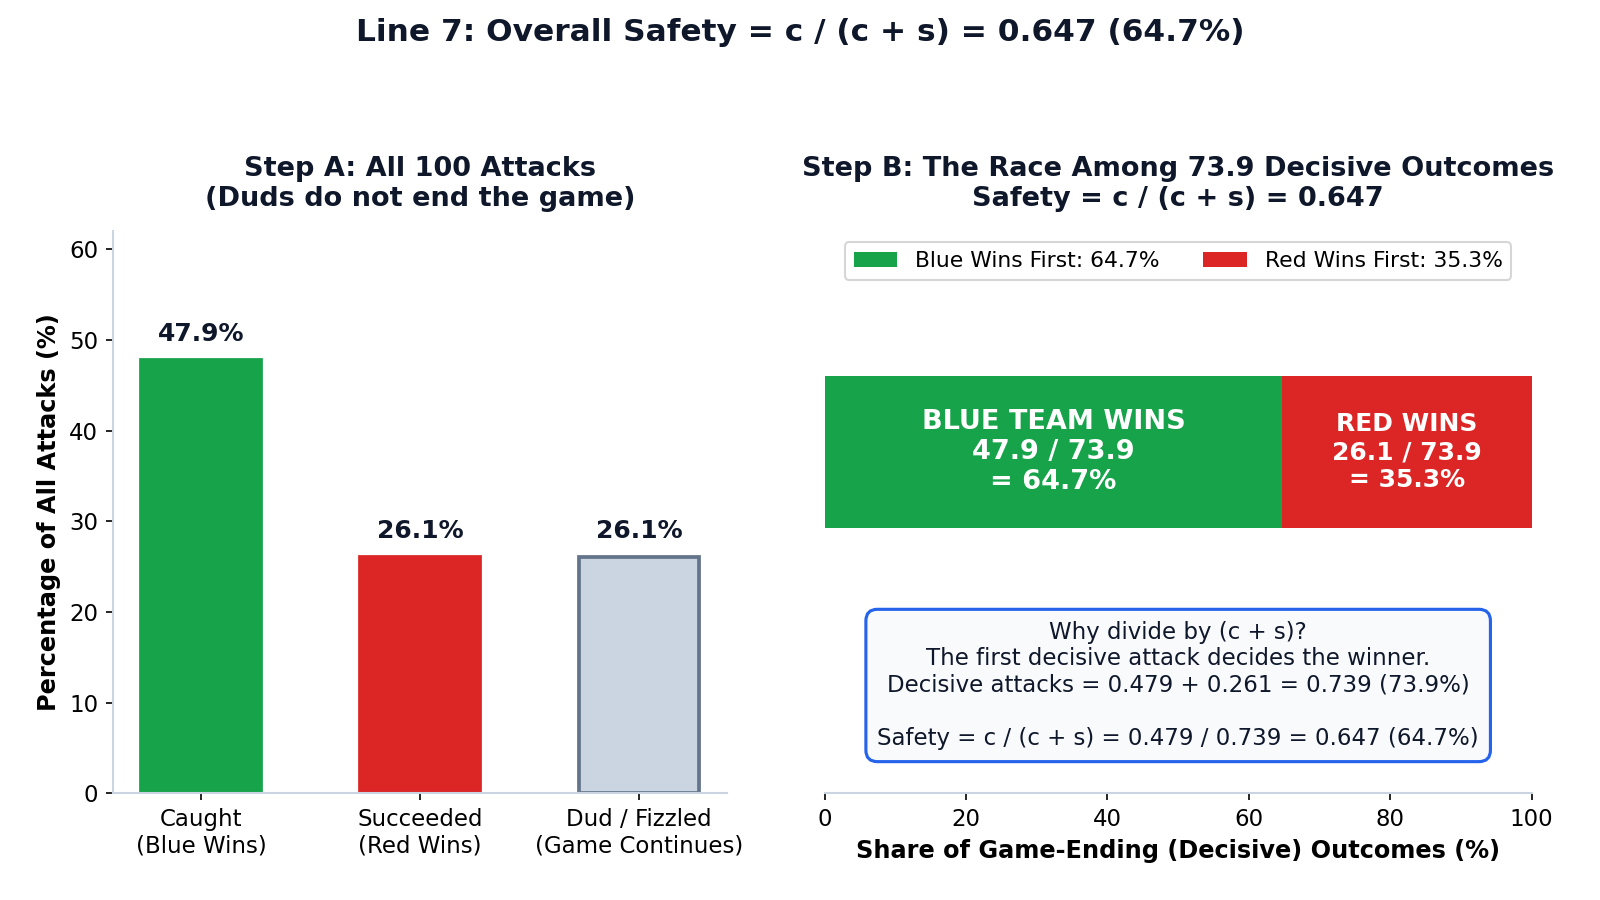 Line 7: Overall Safety = c / (c + s) = 0.647 (64.7%)
Step A: All 100 Attacks
(Duds do not end the game)
Percentage of All Attacks (%)
60
50
40
30
20
10
0
47.9%
26.1%
26.1%
Caught
(Blue Wins)
Succeeded
(Red Wins)
Dud / Fizzled
(Game Continues)
Step B: The Race Among 73.9 Decisive Outcomes
Safety = c / (c + s) = 0.647
Blue Wins First: 64.7%
Red Wins First: 35.3%
BLUE TEAM WINS
47.9 / 73.9
= 64.7%
RED WINS
26.1 / 73.9
= 35.3%
Why divide by (c + s)?
The first decisive attack decides the winner.
Decisive attacks = 0.479 + 0.261 = 0.739 (73.9%)
Safety = c / (c + s) = 0.479 / 0.739 = 0.647 (64.7%)
0 20 40 60 80 100
Share of Game-Ending (Decisive) Outcomes (%)